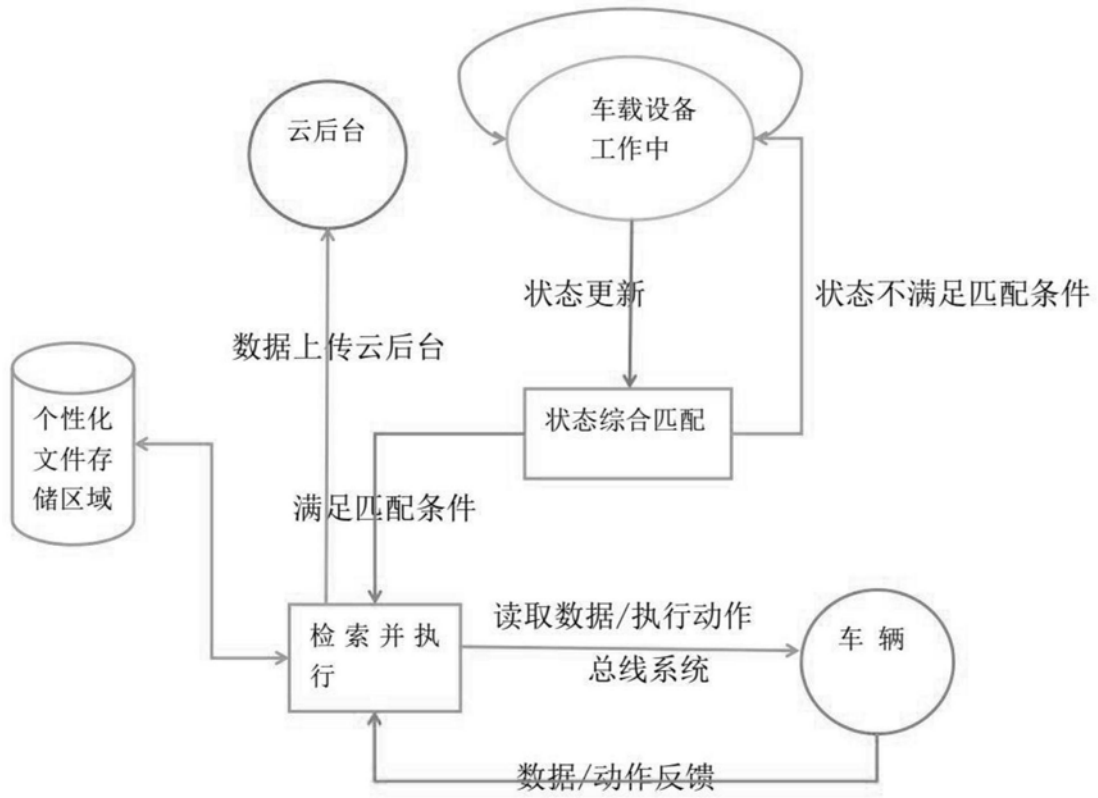 云后台
车载设备
工作中
状态更新
状态不满足匹配条件
数据上传云后台
个性化
文件存
储区域
状态综合匹配
满足匹配条件
检索并执
行
读取数据/执行动作
总线系统
车辆
数据/动作反馈